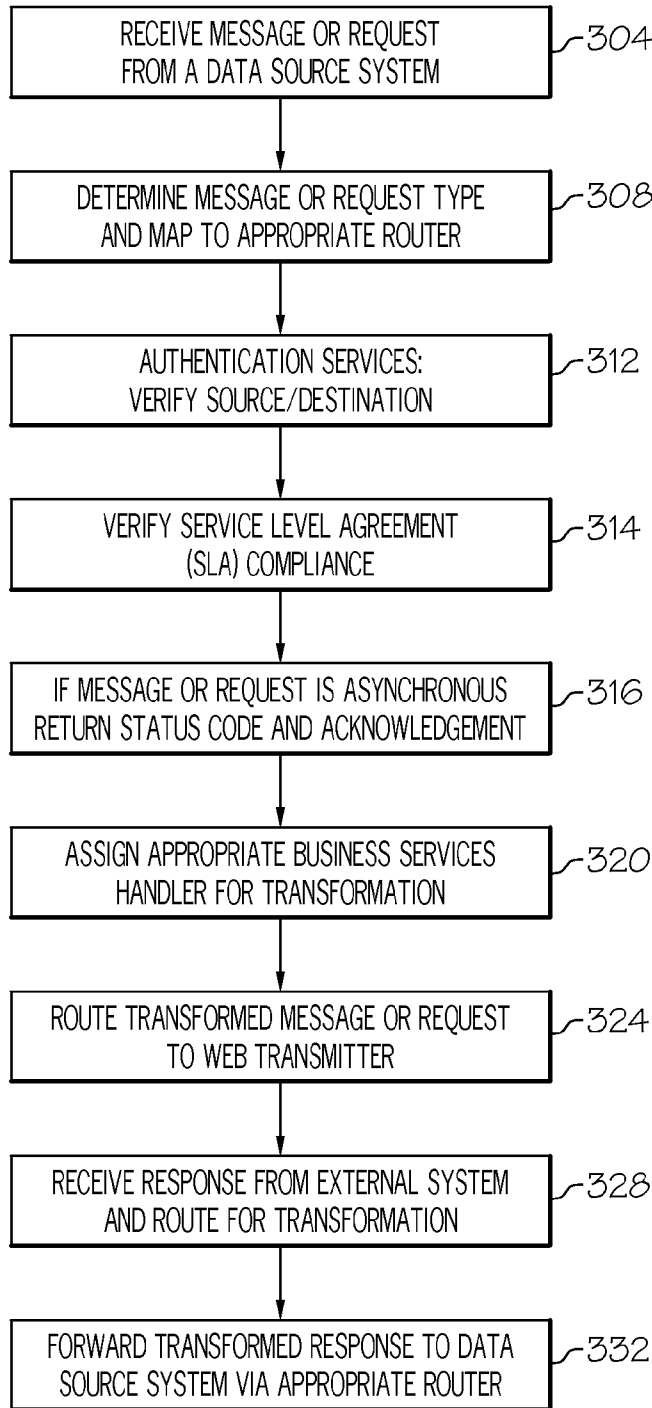 RECEIVE MESSAGE OR REQUEST
FROM A DATA SOURCE SYSTEM
304
DETERMINE MESSAGE OR REQUEST TYPE
AND MAP TO APPROPRIATE ROUTER
308
AUTHENTICATION SERVICES:
VERIFY SOURCE/DESTINATION
312
VERIFY SERVICE LEVEL AGREEMENT
(SLA) COMPLIANCE
314
IF MESSAGE OR REQUEST IS ASYNCHRONOUS
RETURN STATUS CODE AND ACKNOWLEDGEMENT
316
ASSIGN APPROPRIATE BUSINESS SERVICES
HANDLER FOR TRANSFORMATION
320
ROUTE TRANSFORMED MESSAGE OR REQUEST
TO WEB TRANSMITTER
324
RECEIVE RESPONSE FROM EXTERNAL SYSTEM
AND ROUTE FOR TRANSFORMATION
328
FORWARD TRANSFORMED RESPONSE TO DATA
SOURCE SYSTEM VIA APPROPRIATE ROUTER
332